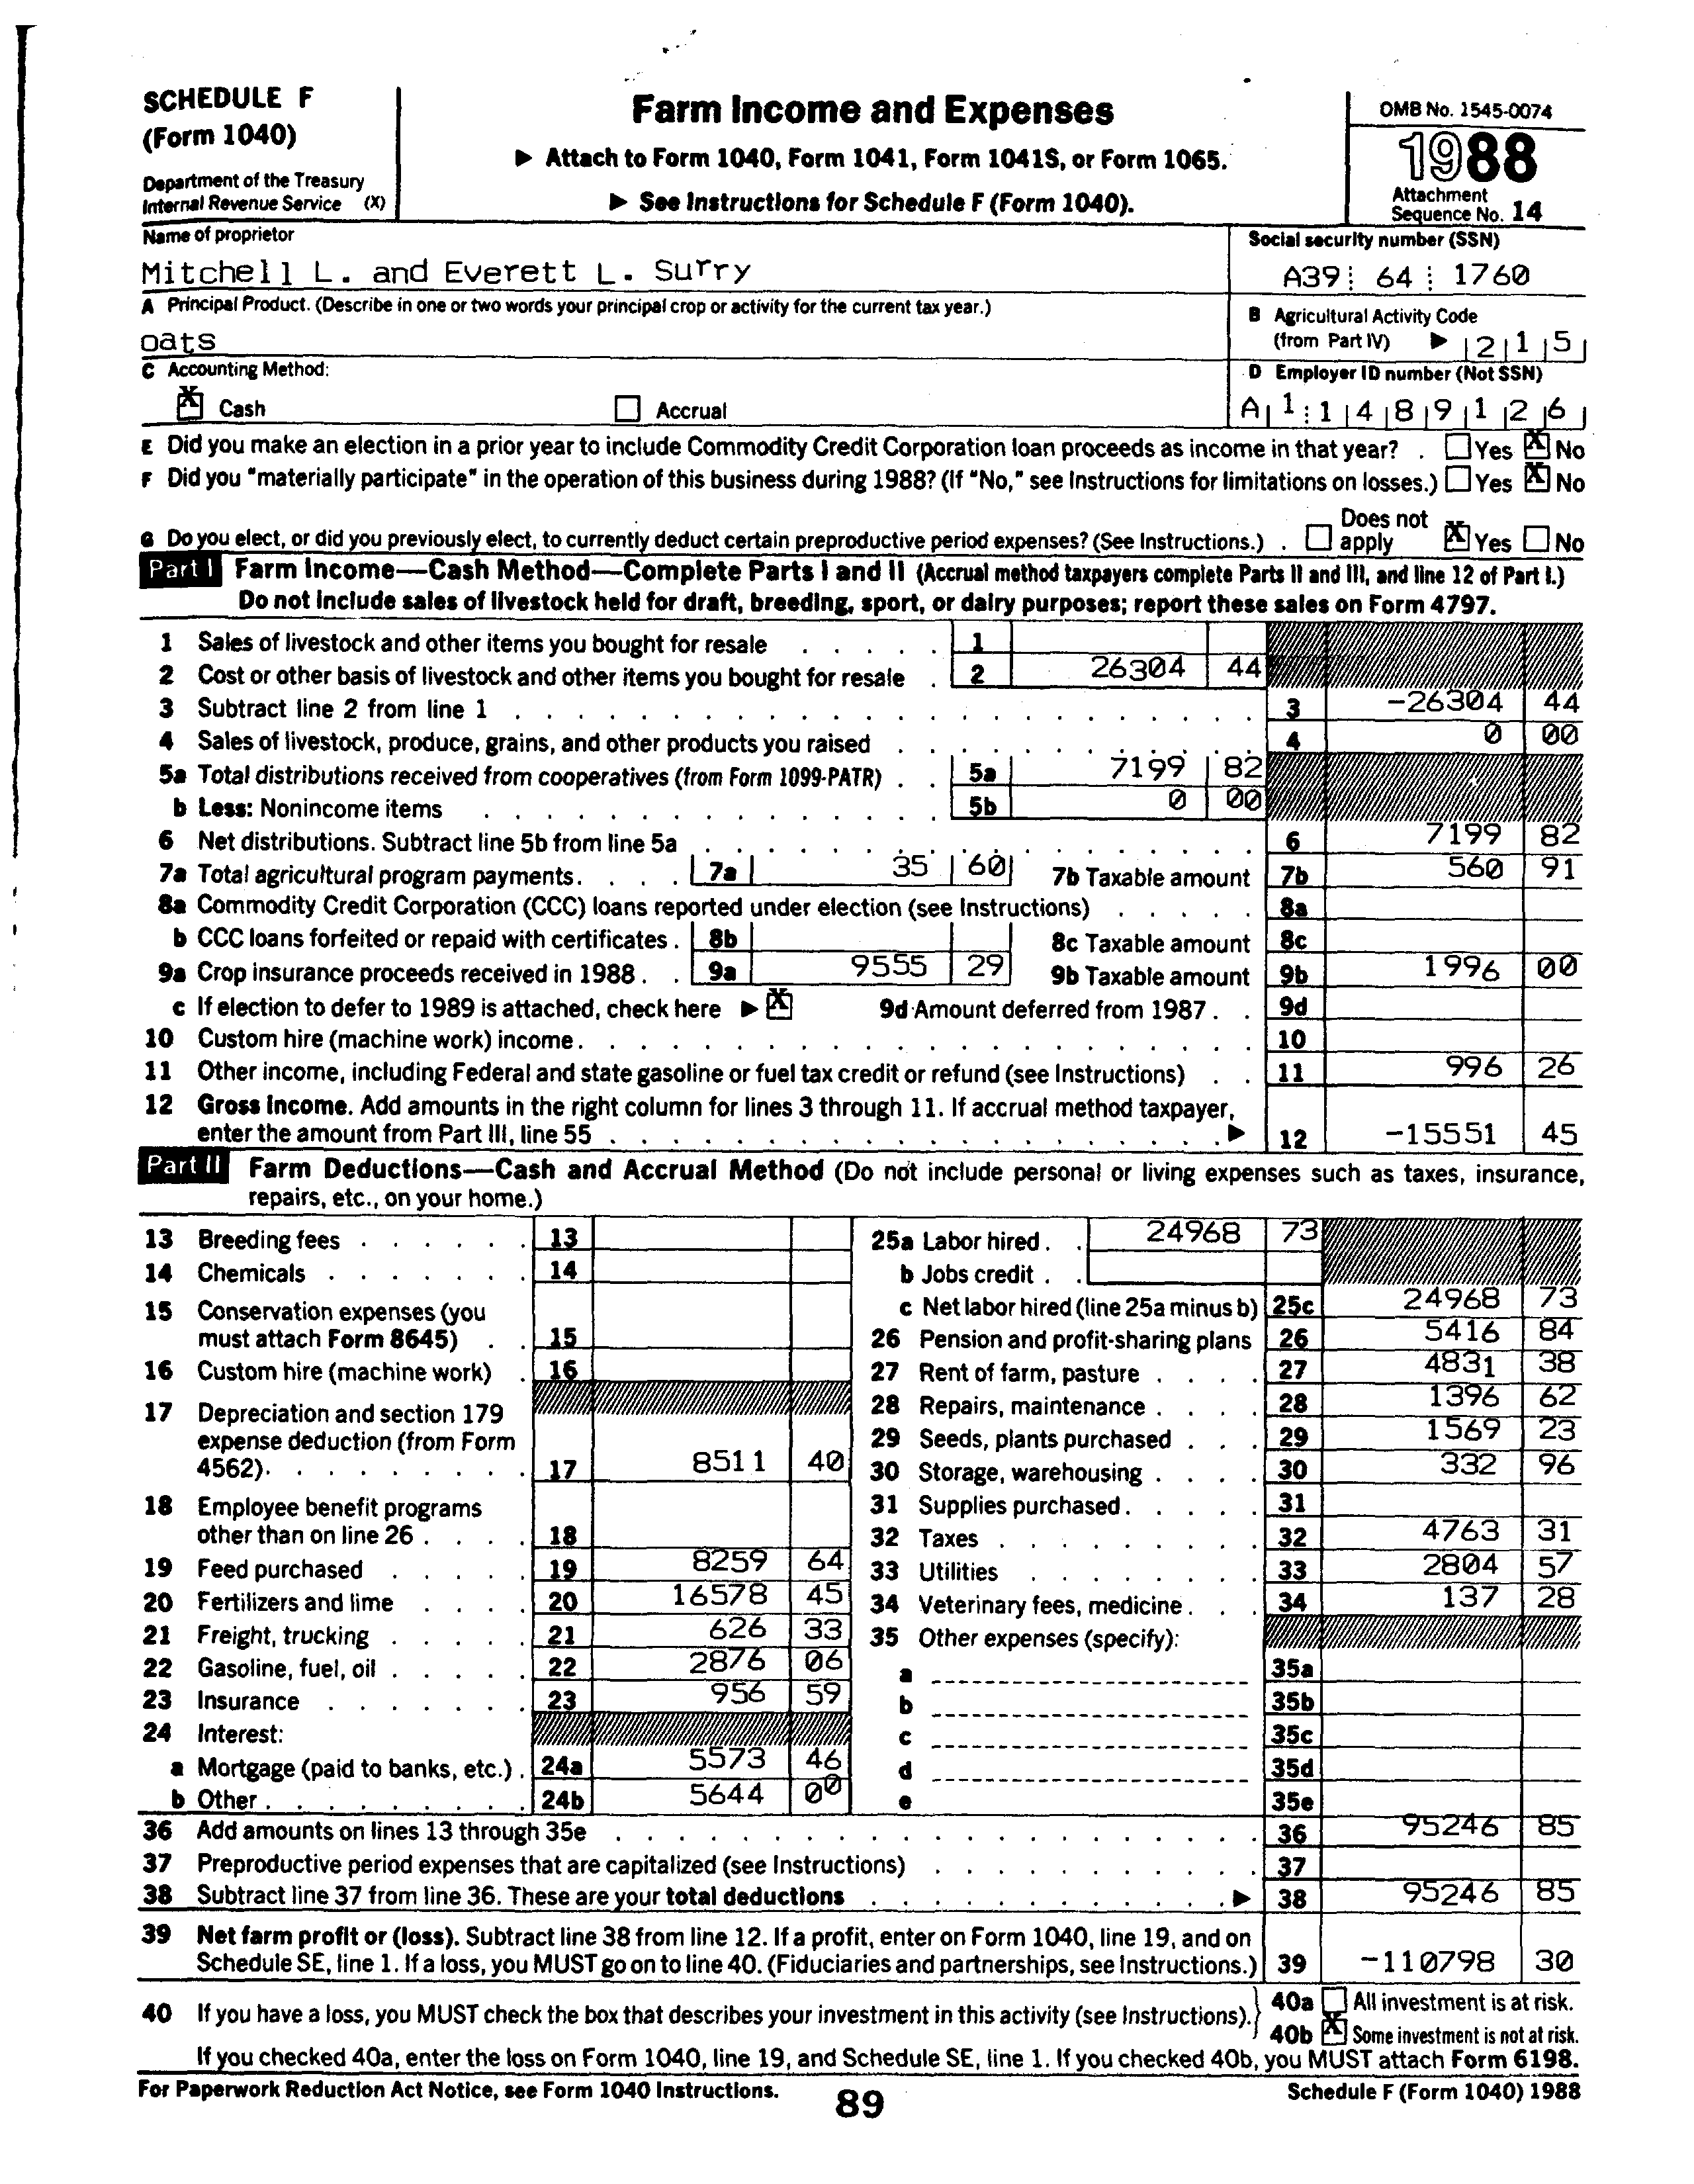 SCHEDULE F
(Form 1040)
Department of the Treasury
Internal Revenue Service (X)
Farm Income and Expenses
▶ Attach to Form 1040, Form 1041, Form 1041S, or Form 1065.
▶ See Instructions for Schedule F (Form 1040).
OMB No. 1545-0074
1988
Attachment
Sequence No. 14
Name of proprietor
Mitchell L. and Everett L. Surry
Social security number (SSN)
A39 64 1760
A Principal Product. (Describe in one or two words your principal crop or activity for the current tax year.)
oats
B Agricultural Activity Code
(from Part IV) ▶ 2 1 5
C Accounting Method:
X Cash Accrual
D Employer ID number (Not SSN)
A 1 1 4 8 9 1 2 6
E Did you make an election in a prior year to include Commodity Credit Corporation loan proceeds as income in that year? . Yes X No
F Did you "materially participate" in the operation of this business during 1988? (If "No," see Instructions for limitations on losses.) Yes X No
G Do you elect, or did you previously elect, to currently deduct certain preproductive period expenses? (See Instructions.) . Does not apply X Yes No
Part I Farm Income—Cash Method—Complete Parts I and II (Accrual method taxpayers complete Parts II and III, and line 12 of Part I.)
Do not include sales of livestock held for draft, breeding, sport, or dairy purposes; report these sales on Form 4797.
1 Sales of livestock and other items you bought for resale 1
2 Cost or other basis of livestock and other items you bought for resale 2 26304 44
3 Subtract line 2 from line 1 3 -26304 44
4 Sales of livestock, produce, grains, and other products you raised 4 0 00
5a Total distributions received from cooperatives (from Form 1099-PATR) 5a 7199 82
b Less: Nonincome items 5b 0 00
6 Net distributions. Subtract line 5b from line 5a 6 7199 82
7a Total agricultural program payments. 7a 35 60 7b Taxable amount 7b 560 91
8a Commodity Credit Corporation (CCC) loans reported under election (see Instructions) 8a
b CCC loans forfeited or repaid with certificates . 8b 8c Taxable amount 8c
9a Crop insurance proceeds received in 1988 . 9a 9555 29 9b Taxable amount 9b 1996 00
c If election to defer to 1989 is attached, check here ▶ X 9d Amount deferred from 1987 . 9d
10 Custom hire (machine work) income. 10
11 Other income, including Federal and state gasoline or fuel tax credit or refund (see Instructions) 11 996 26
12 Gross Income. Add amounts in the right column for lines 3 through 11. If accrual method taxpayer,
enter the amount from Part III, line 55 ▶ 12 -15551 45
Part II Farm Deductions—Cash and Accrual Method (Do not include personal or living expenses such as taxes, insurance,
repairs, etc., on your home.)
13 Breeding fees 13
14 Chemicals 14
15 Conservation expenses (you
must attach Form 8645) 15
16 Custom hire (machine work) 16
17 Depreciation and section 179
expense deduction (from Form
4562). 17 8511 40
18 Employee benefit programs
other than on line 26 18
19 Feed purchased 19 8259 64
20 Fertilizers and lime 20 16578 45
21 Freight, trucking 21 626 33
22 Gasoline, fuel, oil 22 2876 06
23 Insurance 23 956 59
24 Interest:
a Mortgage (paid to banks, etc.) . 24a 5573 46
b Other 24b 5644 00
25a Labor hired . 24968 73
b Jobs credit .
c Net labor hired (line 25a minus b) 25c 24968 73
26 Pension and profit-sharing plans 26 5416 84
27 Rent of farm, pasture 27 4831 38
28 Repairs, maintenance 28 1396 62
29 Seeds, plants purchased 29 1569 23
30 Storage, warehousing 30 332 96
31 Supplies purchased. 31
32 Taxes 32 4763 31
33 Utilities 33 2804 57
34 Veterinary fees, medicine. 34 137 28
35 Other expenses (specify):
a 35a
b 35b
c 35c
d 35d
e 35e
36 Add amounts on lines 13 through 35e 36 95246 85
37 Preproductive period expenses that are capitalized (see Instructions) 37
38 Subtract line 37 from line 36. These are your total deductions ▶ 38 95246 85
39 Net farm profit or (loss). Subtract line 38 from line 12. If a profit, enter on Form 1040, line 19, and on
Schedule SE, line 1. If a loss, you MUST go on to line 40. (Fiduciaries and partnerships, see Instructions.) 39 -110798 30
40 If you have a loss, you MUST check the box that describes your investment in this activity (see Instructions).
40a All investment is at risk.
40b X Some investment is not at risk.
If you checked 40a, enter the loss on Form 1040, line 19, and Schedule SE, line 1. If you checked 40b, you MUST attach Form 6198.
For Paperwork Reduction Act Notice, see Form 1040 Instructions.
89
Schedule F (Form 1040) 1988